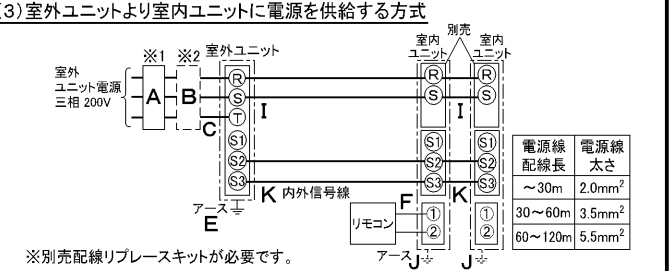 (3)室外ユニットより室内ユニットに電源を供給する方式
※1 ※2 室外ユニット
別売
室内ユニット
室内ユニット
室外
ユニット電源
三相 200V
A
B
C
R
S
T
S1
S2
S3
I
R
S
S1
S2
S3
I
R
S
S1
S2
S3
K 内外信号線
K
アース
E
リモコン
F
①
②
①
②
アース
J
J
電源線配線長 電源線太さ
～30m 2.0mm²
30～60m 3.5mm²
60～120m 5.5mm²
※別売配線リプレースキットが必要です。